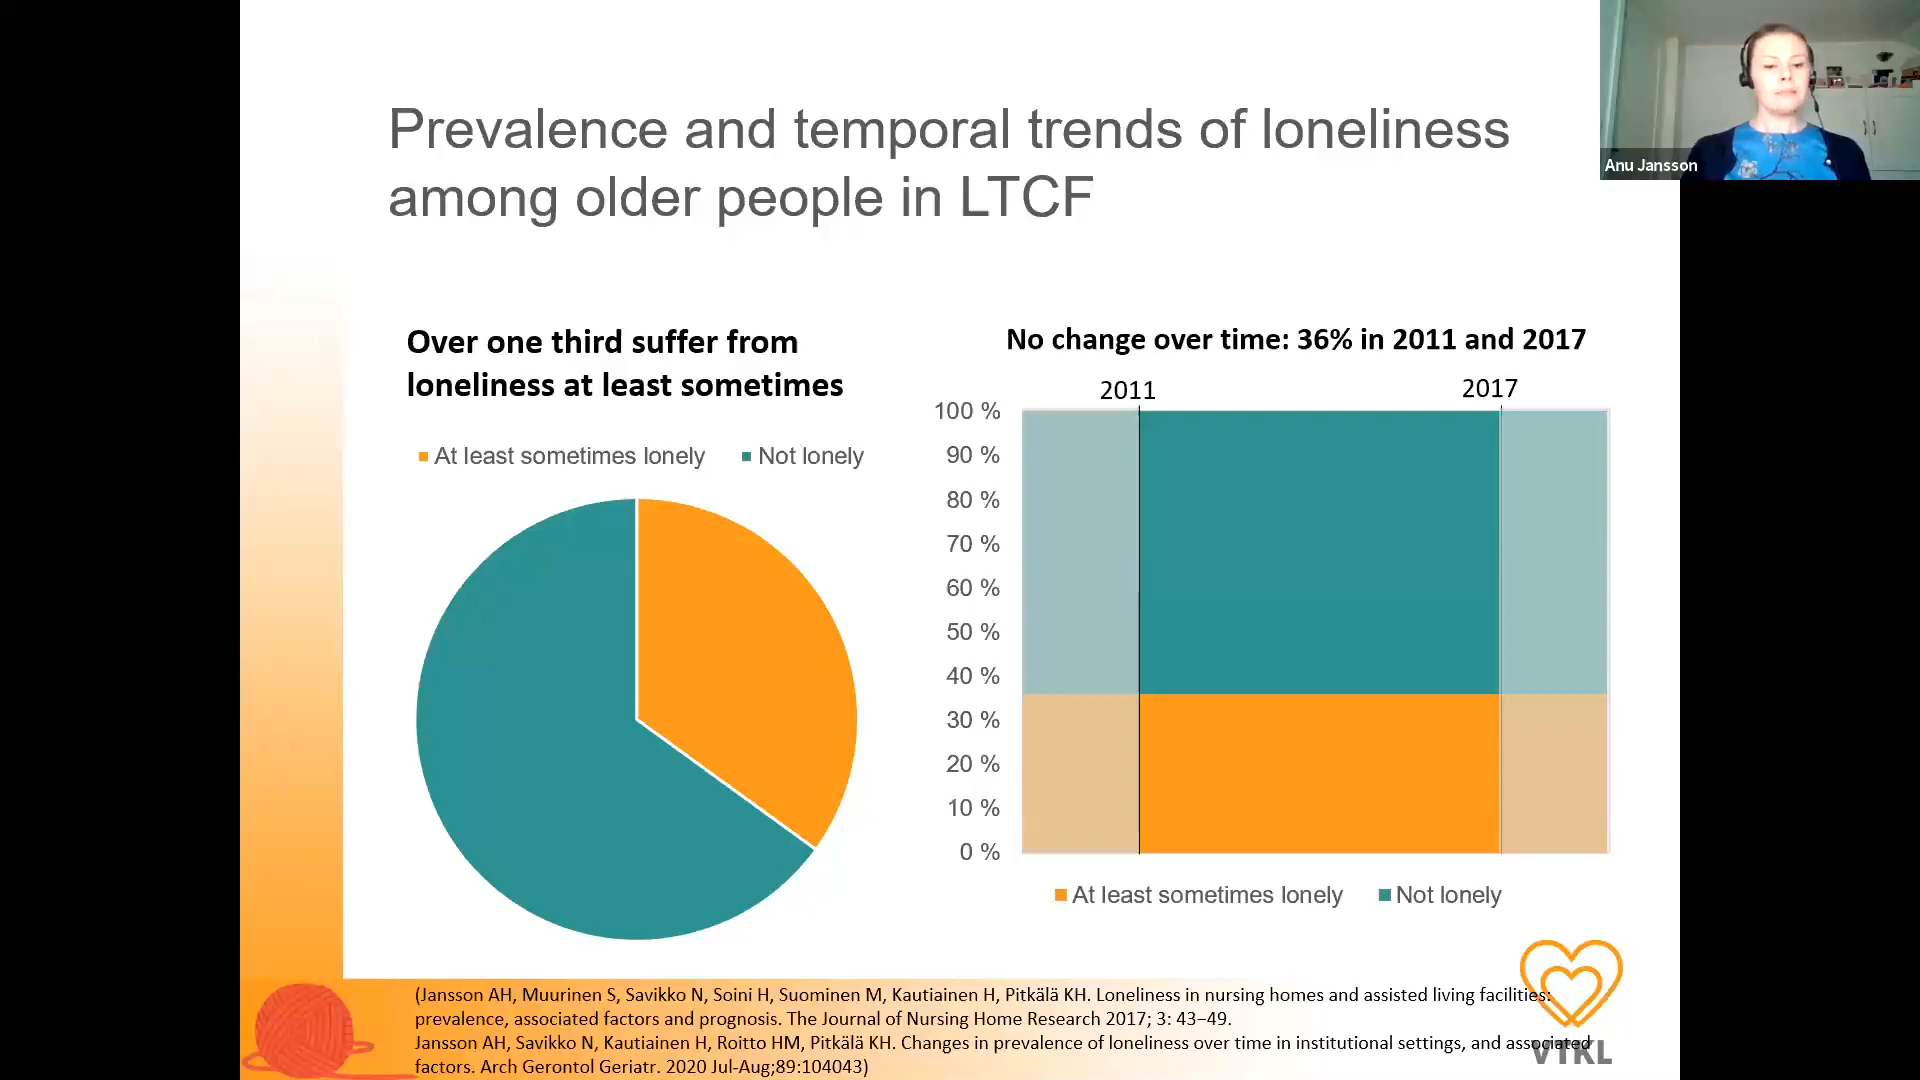 Prevalence and temporal trends of loneliness
among older people in LTCF
Anu Jansson
Over one third suffer from
loneliness at least sometimes
At least sometimes lonely Not lonely
No change over time: 36% in 2011 and 2017
2011 2017
100 %
90 %
80 %
70 %
60 %
50 %
40 %
30 %
20 %
10 %
0 %
At least sometimes lonely Not lonely
(Jansson AH, Muurinen S, Savikko N, Soini H, Suominen M, Kautiainen H, Pitkälä KH. Loneliness in nursing homes and assisted living facilities:
prevalence, associated factors and prognosis. The Journal of Nursing Home Research 2017; 3: 43–49.
Jansson AH, Savikko N, Kautiainen H, Roitto HM, Pitkälä KH. Changes in prevalence of loneliness over time in institutional settings, and associated
factors. Arch Gerontol Geriatr. 2020 Jul-Aug;89:104043)
VTKL